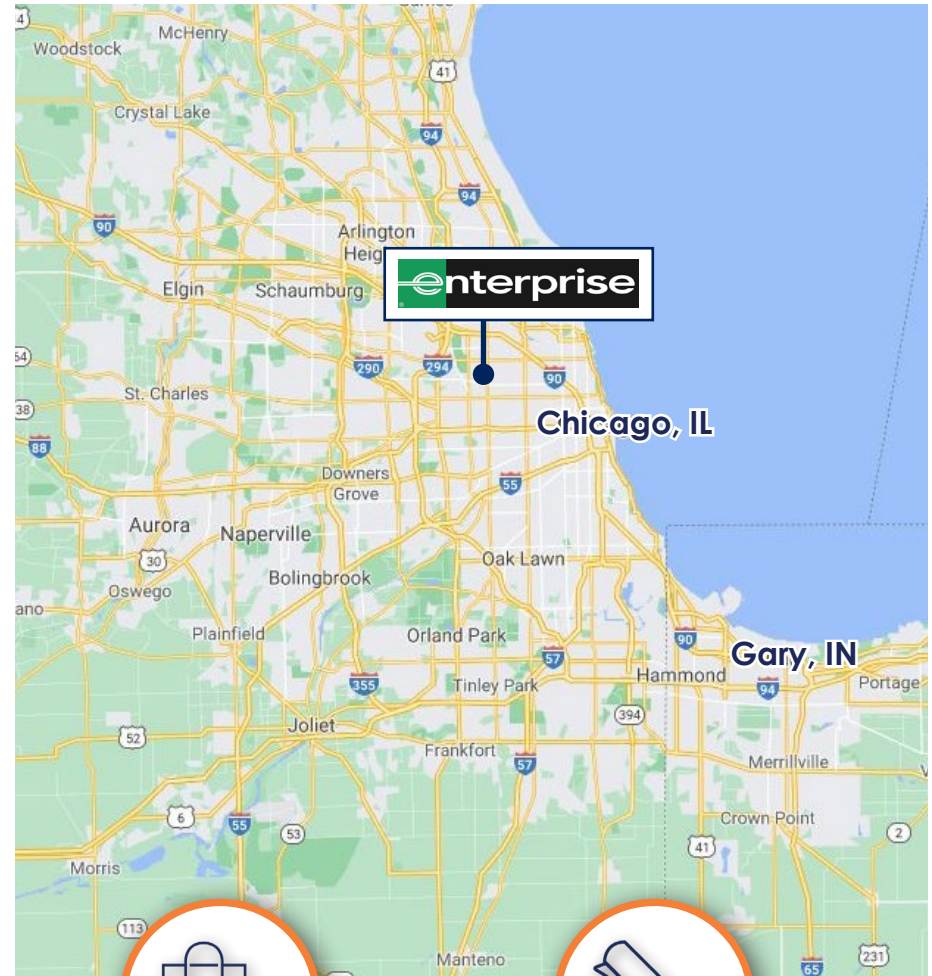 McHenry
Woodstock
41
Crystal Lake
94
94
90
Arlington
Heig
enterprise
Elgin
Schaumburg
64
290
294
90
St. Charles
38
Chicago, IL
88
Downers
Grove
55
Aurora
Naperville
30
Oak Lawn
Bolingbrook
Oswego
ano
Plainfield
Orland Park
90
Gary, IN
57
Hammond
355
Tinley Park
94
Portage
394
Joliet
52
Frankfort
57
Merrillville
6
55
53
Crown Point
2
41
Morris
113
Manteno
65
231